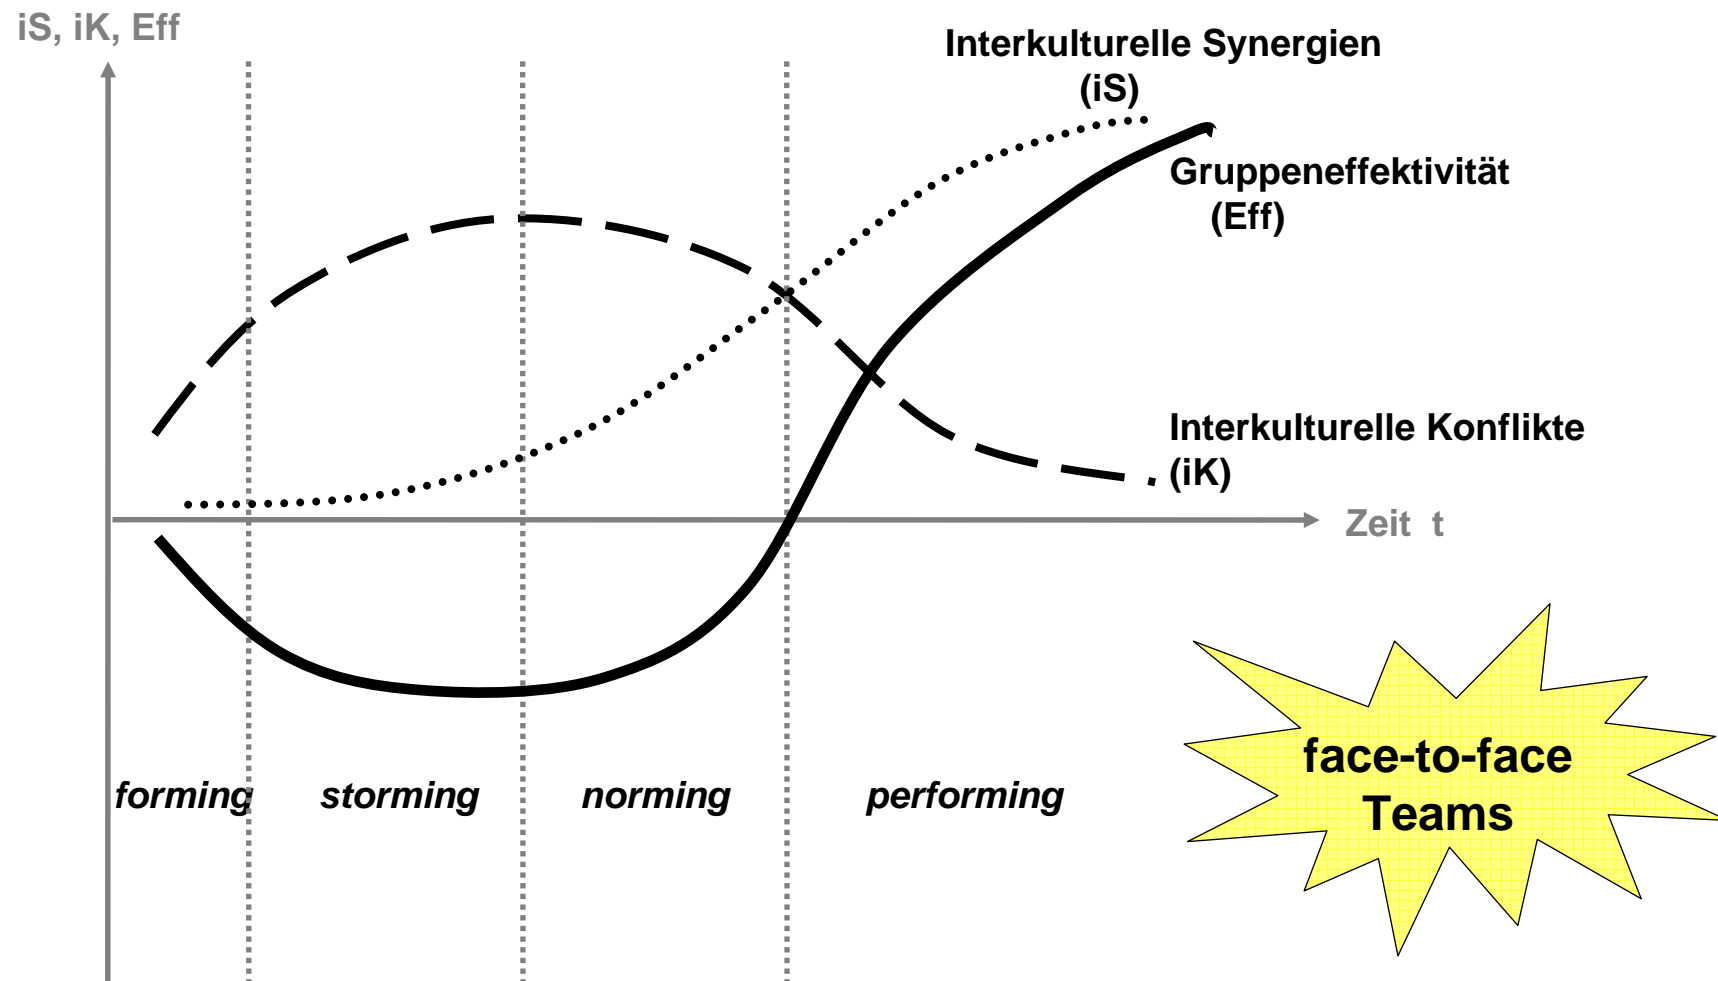 iS, iK, Eff
Interkulturelle Synergien
(iS)
Gruppeneffektivität
(Eff)
Interkulturelle Konflikte
(iK)
Zeit t
forming storming norming performing
face-to-face
Teams